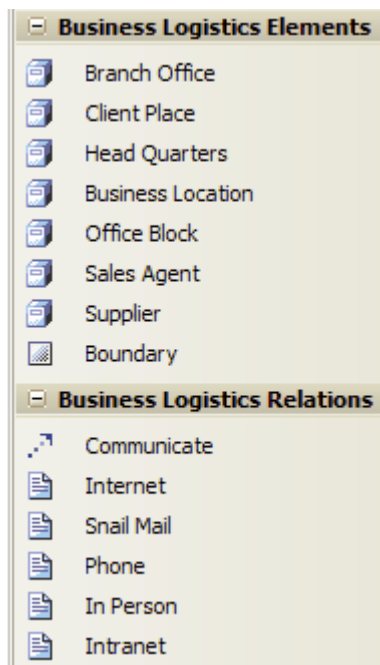 Business Logistics Elements
Branch Office
Client Place
Head Quarters
Business Location
Office Block
Sales Agent
Supplier
Boundary
Business Logistics Relations
Communicate
Internet
Snail Mail
Phone
In Person
Intranet